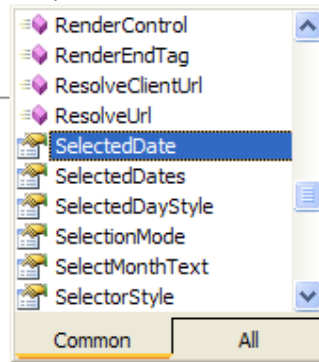 RenderControl
RenderEndTag
ResolveClientUrl
ResolveUrl
SelectedDate
SelectedDates
SelectedDayStyle
SelectionMode
SelectMonthText
SelectorStyle
Common All